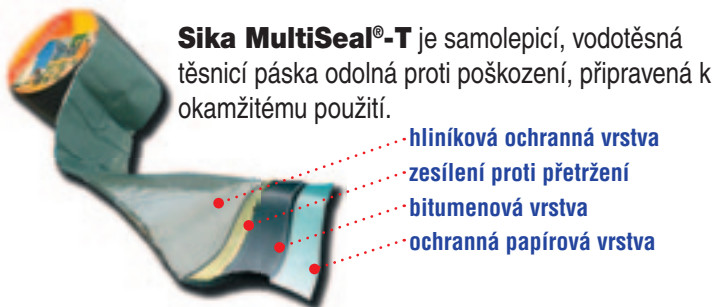 Sika MultiSeal®-T je samolepicí, vodotěsná
těsnicí páska odolná proti poškození, připravená k
okamžitému použití.
hliníková ochranná vrstva
zesílení proti přetržení
bitumenová vrstva
ochranná papírová vrstva